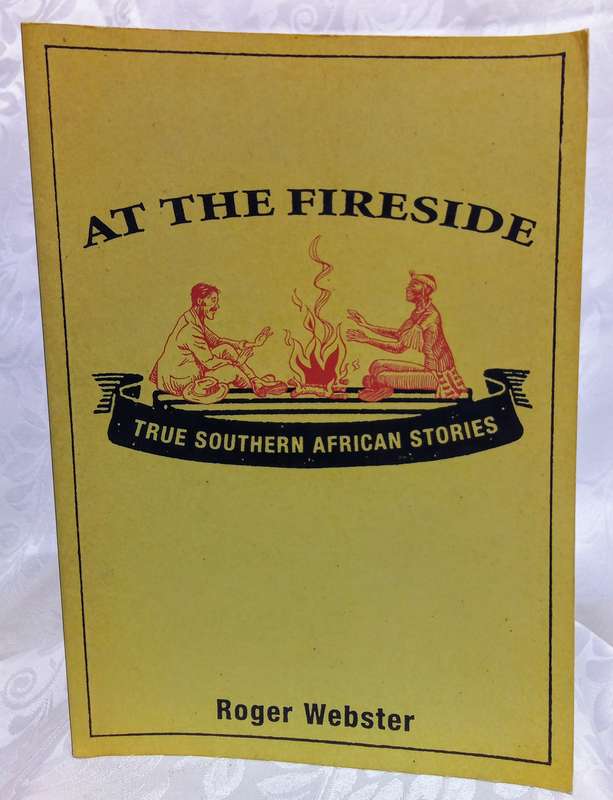 AT THE FIRESIDE
TRUE SOUTHERN AFRICAN STORIES
Roger Webster